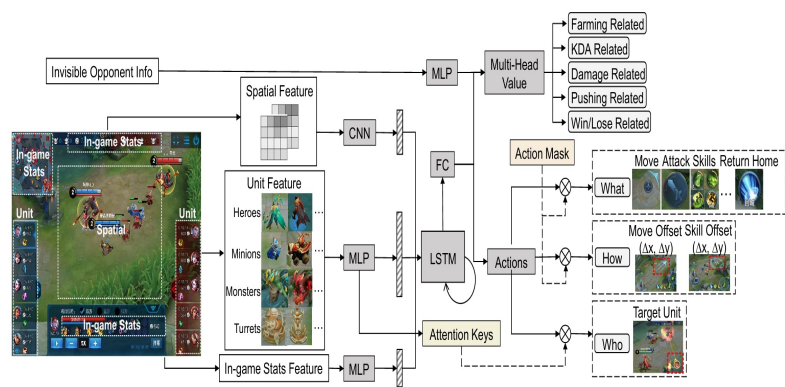 Farming Related
KDA Related
Damage Related
Pushing Related
Win/Lose Related
Multi-Head
Value
MLP
Invisible Opponent Info
Spatial Feature
CNN
FC
Action Mask
In-game Stats
In-game
Stats
Unit
Unit
Spatial
In-game Stats
Unit Feature
Heroes
Minions
Monsters
Turrets
...
...
...
...
MLP
LSTM
Actions
Attention Keys
In-game Stats Feature
MLP
What
Move Attack Skills Return Home
...
How
Move Offset Skill Offset
(Δx, Δy) (Δx, Δy)
Who
Target Unit
1X